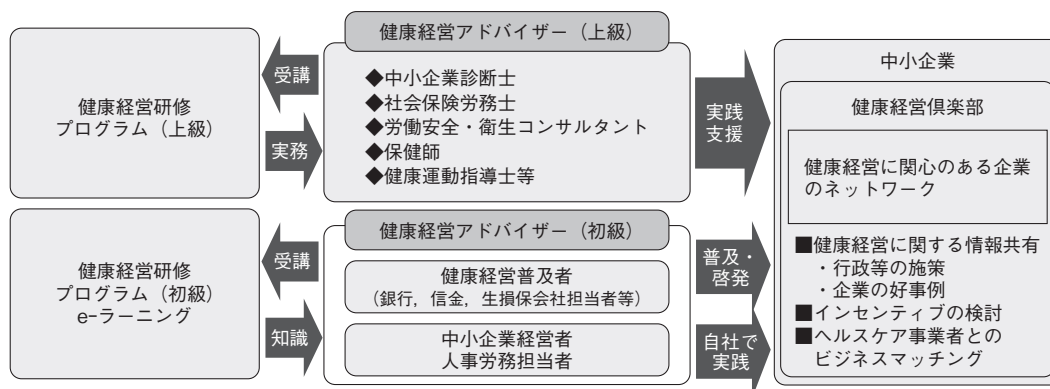 健康経営研修
プログラム（上級）
受講
実務
健康経営アドバイザー（上級）
◆中小企業診断士
◆社会保険労務士
◆労働安全・衛生コンサルタント
◆保健師
◆健康運動指導士等
実践
支援
健康経営研修
プログラム（初級）
e-ラーニング
受講
知識
健康経営アドバイザー（初級）
健康経営普及者
（銀行，信金，生損保会社担当者等）
中小企業経営者
人事労務担当者
普及・
啓発
自社で
実践
中小企業
健康経営倶楽部
健康経営に関心のある企業
のネットワーク
■健康経営に関する情報共有
・行政等の施策
・企業の好事例
■インセンティブの検討
■ヘルスケア事業者との
ビジネスマッチング